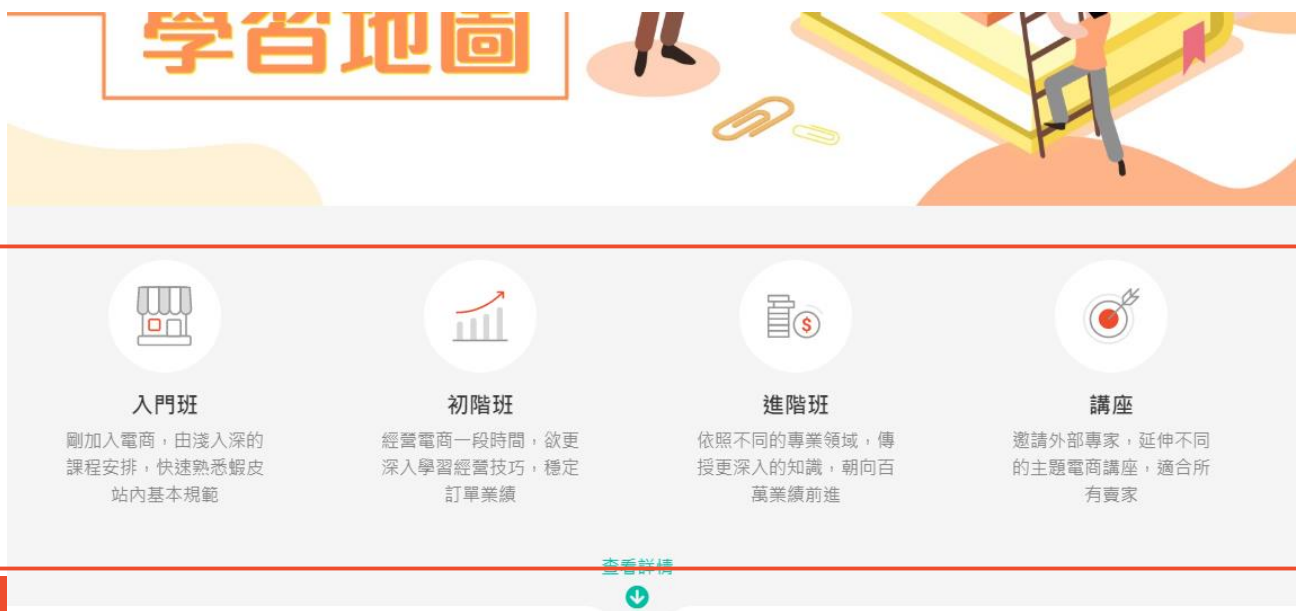 學習地圖
入門班
剛加入電商，由淺入深的
課程安排，快速熟悉蝦皮
站內基本規範
初階班
經營電商一段時間，欲更
深入學習經營技巧，穩定
訂單業績
進階班
依照不同的專業領域，傳
授更深入的知識，朝向百
萬業績前進
講座
邀請外部專家，延伸不同
的主題電商講座，適合所
有賣家
查看詳情
$